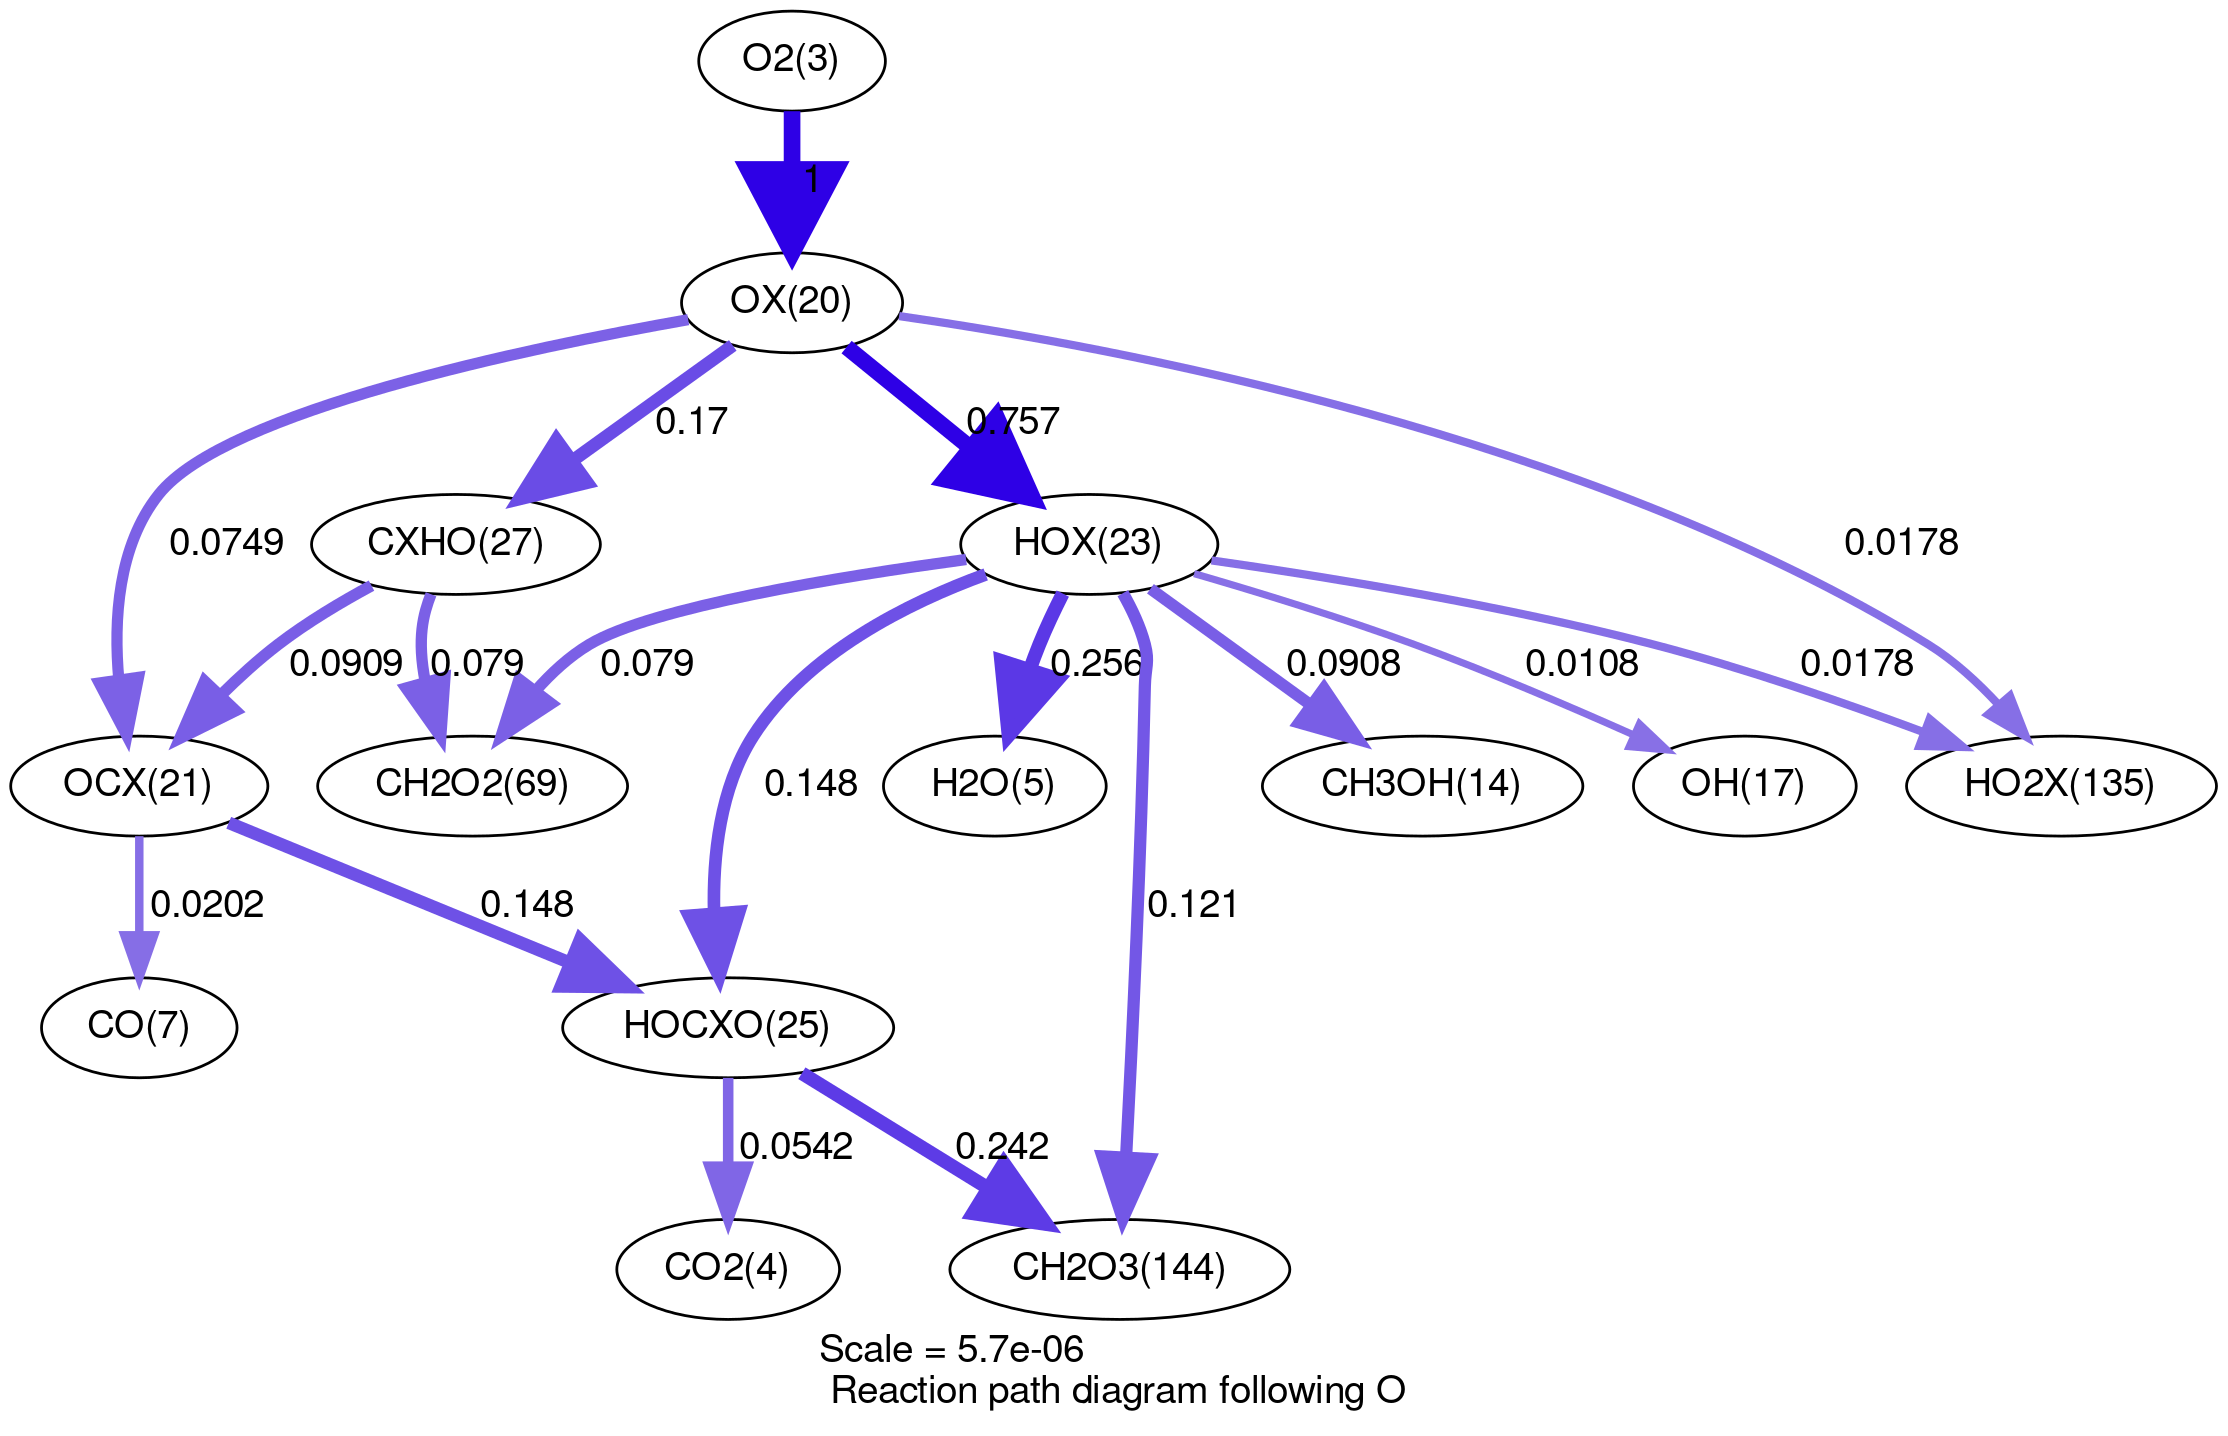 O2(3)
1
OX(20)
0.17
0.757
0.0749
CXHO(27)
HOX(23)
0.0178
0.0909
0.079
0.079
0.256
0.0908
0.0108
0.0178
OCX(21)
CH2O2(69)
0.148
H2O(5)
CH3OH(14)
OH(17)
HO2X(135)
0.0202
0.148
0.121
CO(7)
HOCXO(25)
0.0542
0.242
CO2(4)
CH2O3(144)
Scale = 5.7e-06
Reaction path diagram following O